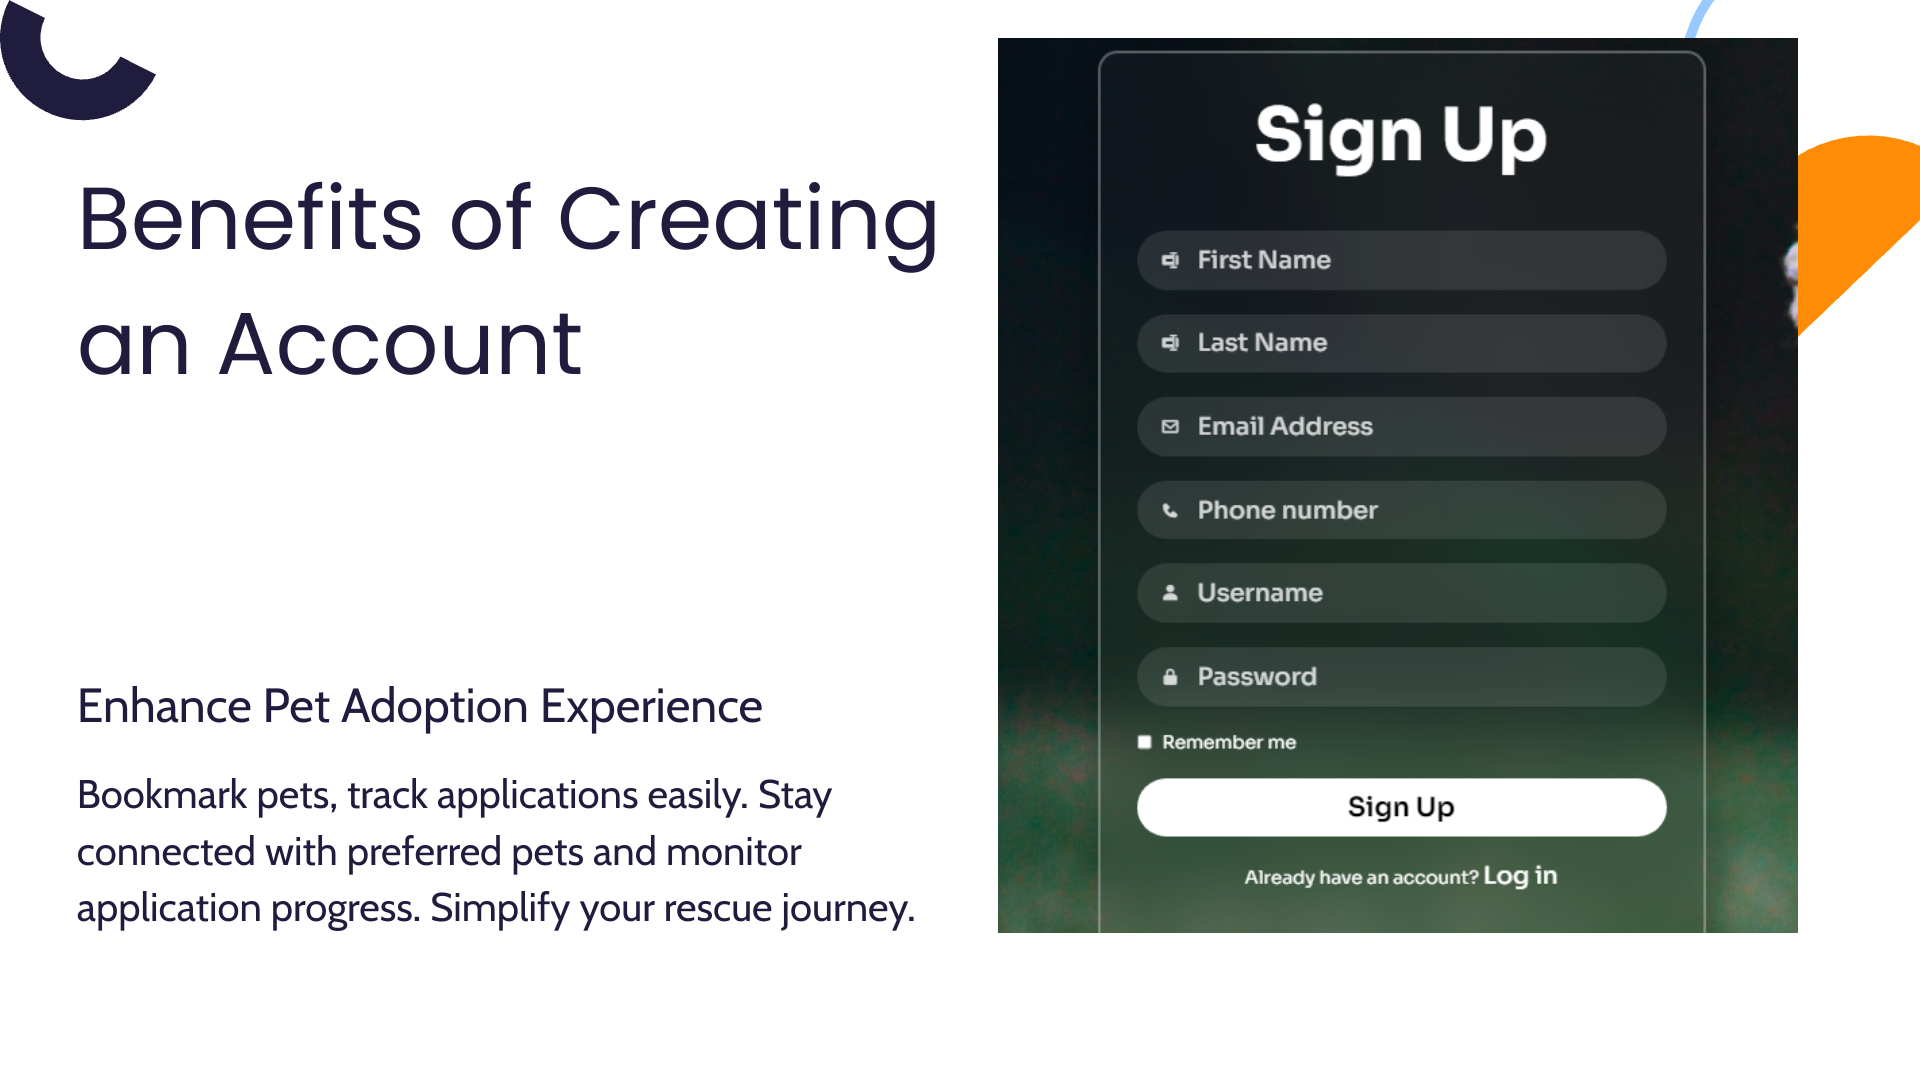 Benefits of Creating
an Account
Enhance Pet Adoption Experience
Bookmark pets, track applications easily. Stay
connected with preferred pets and monitor
application progress. Simplify your rescue journey.
Sign Up
First Name
Last Name
Email Address
Phone number
Username
Password
Remember me
Sign Up
Already have an account? Log in